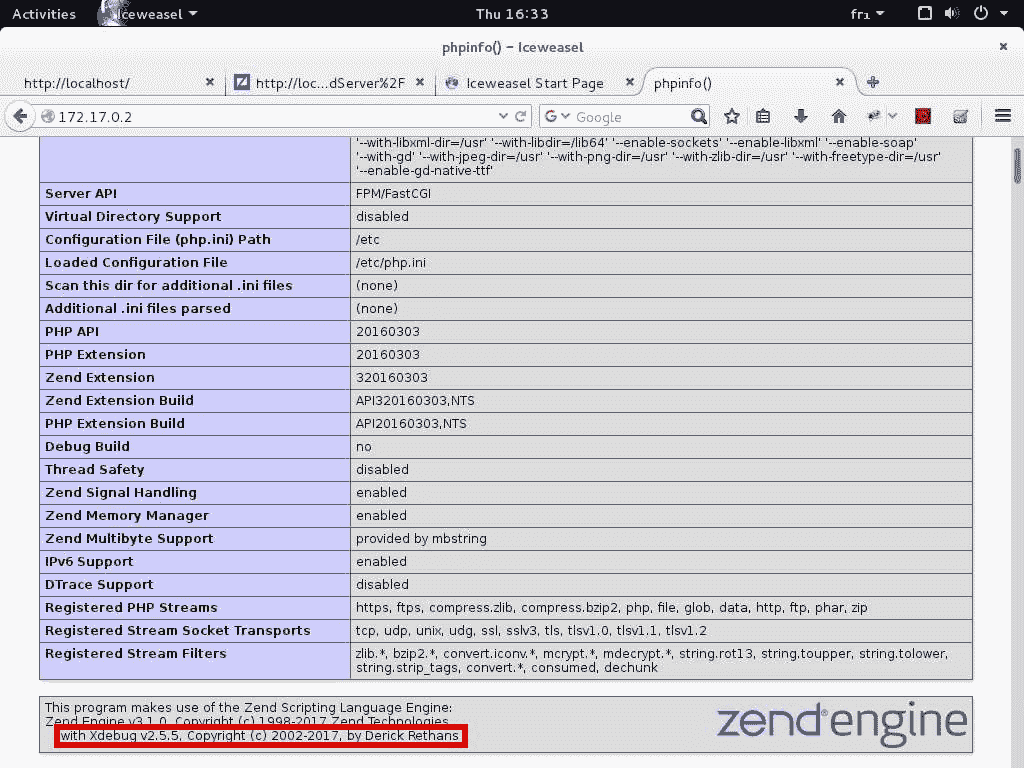 Activities Iceweasel Thu 16:33 fr1
phpinfo() – Iceweasel
http://localhost/ http://loc...dServer%2F Iceweasel Start Page phpinfo()
172.17.0.2 Google
'--with-libxml-dir=/usr' '--with-libdir=/lib64' '--enable-sockets' '--enable-libxml' '--enable-soap'
'--with-gd' '--with-jpeg-dir=/usr' '--with-png-dir=/usr' '--with-zlib-dir=/usr' '--with-freetype-dir=/usr'
'--enable-gd-native-ttf'
Server API FPM/FastCGI
Virtual Directory Support disabled
Configuration File (php.ini) Path /etc
Loaded Configuration File /etc/php.ini
Scan this dir for additional .ini files (none)
Additional .ini files parsed (none)
PHP API 20160303
PHP Extension 20160303
Zend Extension 320160303
Zend Extension Build API320160303,NTS
PHP Extension Build API20160303,NTS
Debug Build no
Thread Safety disabled
Zend Signal Handling enabled
Zend Memory Manager enabled
Zend Multibyte Support provided by mbstring
IPv6 Support enabled
DTrace Support disabled
Registered PHP Streams https, ftps, compress.zlib, compress.bzip2, php, file, glob, data, http, ftp, phar, zip
Registered Stream Socket Transports tcp, udp, unix, udg, ssl, sslv3, tls, tlsv1.0, tlsv1.1, tlsv1.2
Registered Stream Filters zlib.*, bzip2.*, convert.iconv.*, mcrypt.*, mdecrypt.*, string.rot13, string.toupper, string.tolower,
string.strip_tags, convert.*, consumed, dechunk
This program makes use of the Zend Scripting Language Engine:
Zend Engine v3.1.0, Copyright (c) 1998-2017 Zend Technologies
with Xdebug v2.5.5, Copyright (c) 2002-2017, by Derick Rethans
zend engine